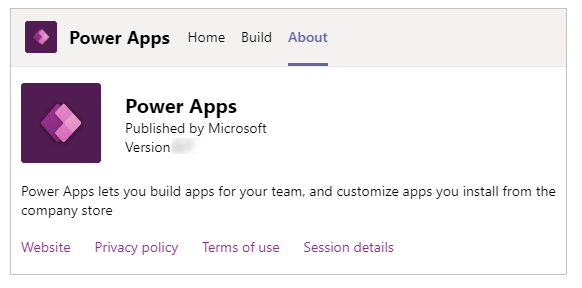 Power Apps Home Build About
Power Apps
Published by Microsoft
Version
Power Apps lets you build apps for your team, and customize apps you install from the
company store
Website Privacy policy Terms of use Session details